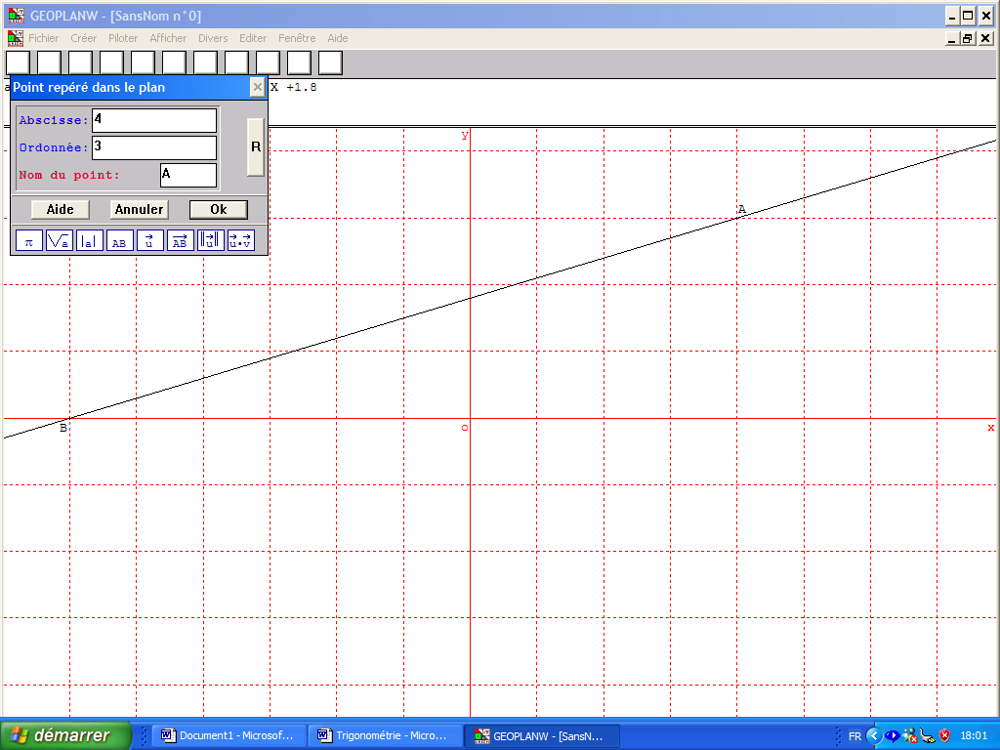 GEOPLANW - [SansNom n°0]
Fichier Créer Piloter Afficher Divers Editer Fenêtre Aide
Point repéré dans le plan
X +1.8
Abscisse: 4
Ordonnée: 3
R
Nom du point: A
Aide Annuler Ok
π √a |a| AB u AB ||u|| u·v
y
A
B
o
x
démarrer
Document1 - Microsof...
Trigonométrie - Micro...
GEOPLANW - [SansN...
FR
18:01